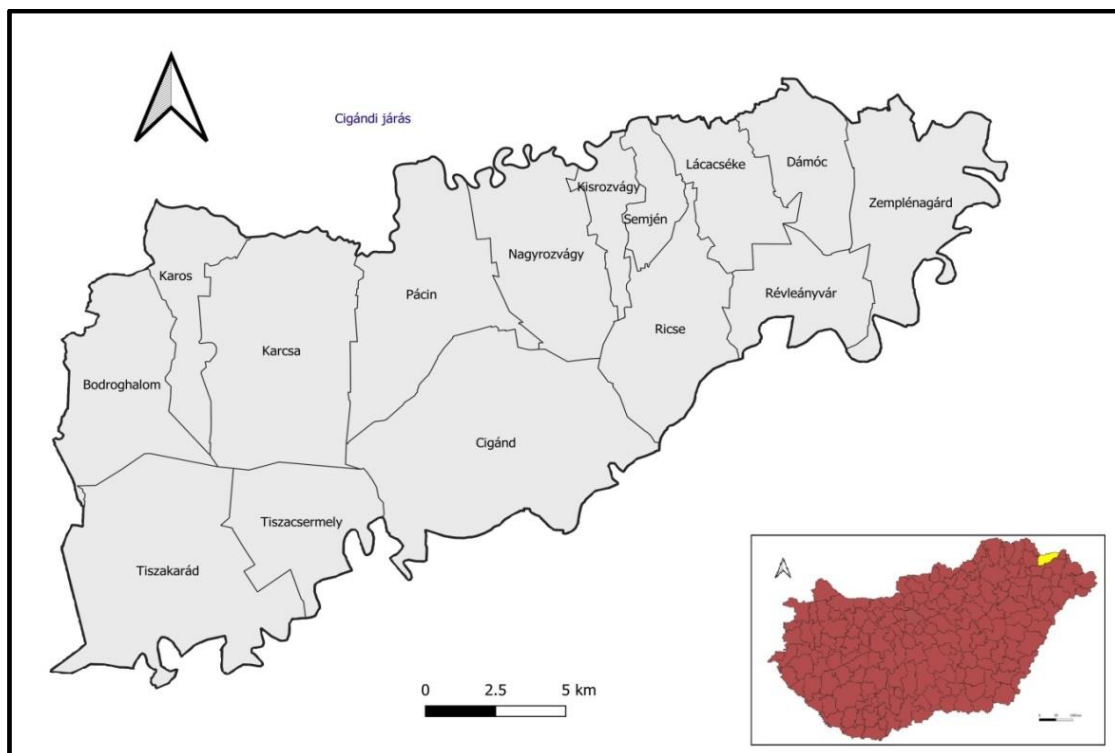 Cigándi járás
Lácacséke
Dámóc
Kisrozvágy
Zemplénagárd
Semjén
Nagyrozvágy
Karos
Pácin
Révleányvár
Ricse
Karcsa
Bodroghalom
Cigánd
Tiszacsermely
Tiszakarád
0 2.5 5 km